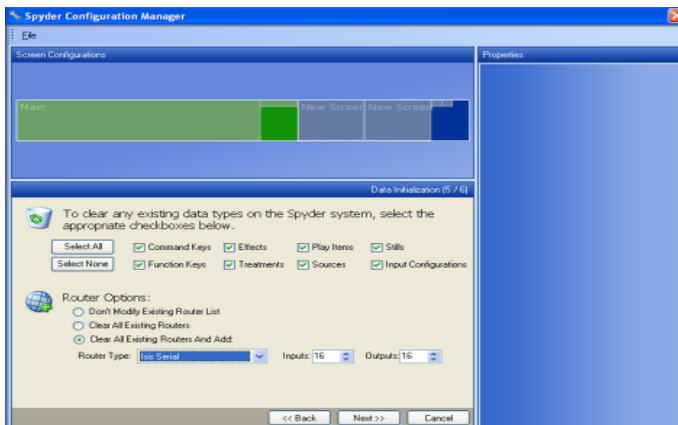 Spyder Configuration Manager
File
Screen Configurations
Properties
Main
New Screen New Screen
Data Initialization (5 / 6)
To clear any existing data types on the Spyder system, select the
appropriate checkboxes below.
Select All Command Keys Effects Play Items Stills
Select None Function Keys Treatments Sources Input Configurations
Router Options:
Don't Modify Existing Router List
Clear All Existing Routers
Clear All Existing Routers And Add:
Router Type: Isis Serial Inputs: 16 Outputs: 16
<< Back Next >> Cancel